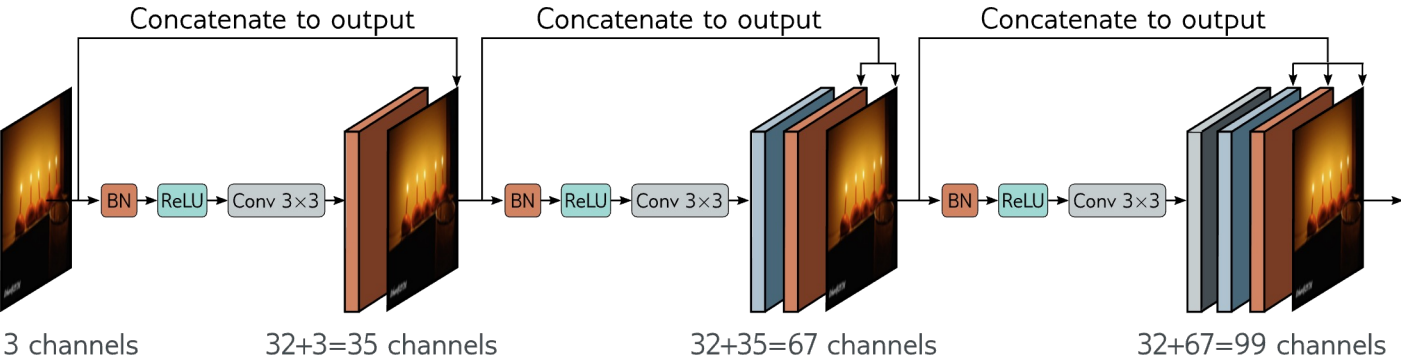 Concatenate to output
Concatenate to output
Concatenate to output
BN
ReLU
Conv 3×3
BN
ReLU
Conv 3×3
BN
ReLU
Conv 3×3
3 channels
32+3=35 channels
32+35=67 channels
32+67=99 channels